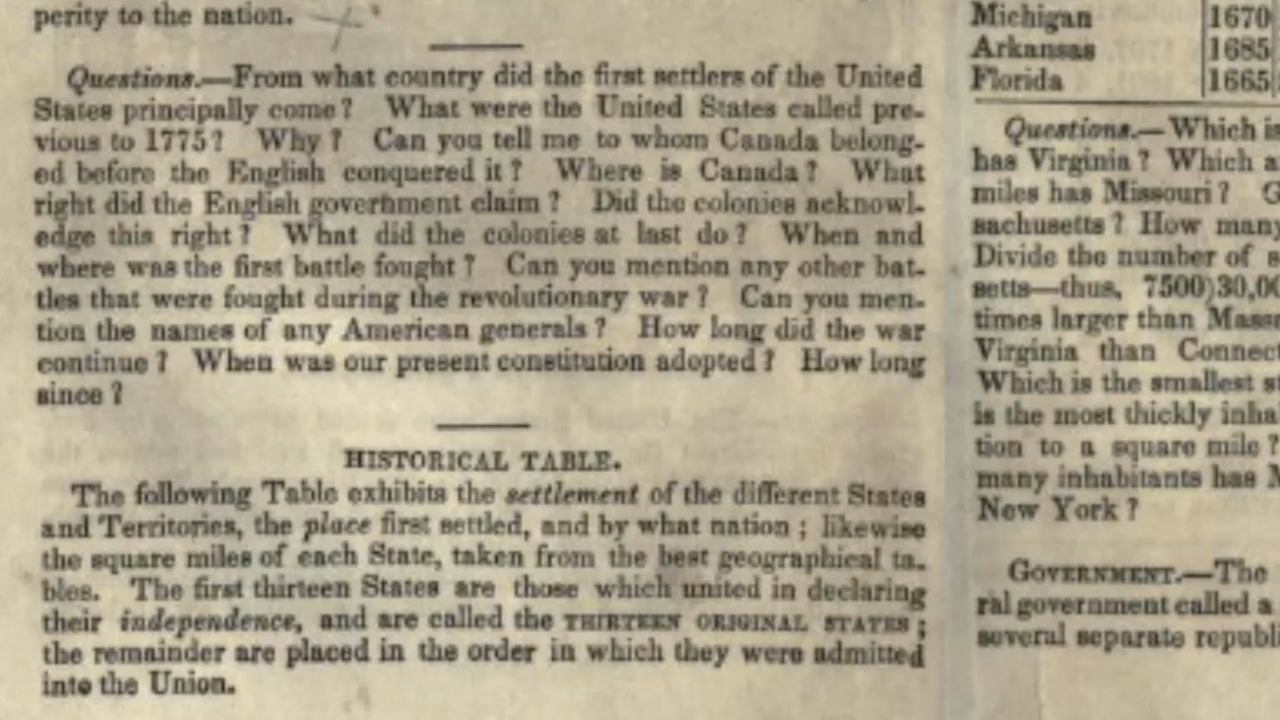 perity to the nation.
Questions.—From what country did the first settlers of the United
States principally come? What were the United States called pre-
vious to 1775? Why? Can you tell me to whom Canada belong-
ed before the English conquered it? Where is Canada? What
right did the English government claim? Did the colonies acknowl-
edge this right? What did the colonies at last do? When and
where was the first battle fought? Can you mention any other bat-
tles that were fought during the revolutionary war? Can you men-
tion the names of any American generals? How long did the war
continue? When was our present constitution adopted? How long
since?
HISTORICAL TABLE.
The following Table exhibits the settlement of the different States
and Territories, the place first settled, and by what nation; likewise
the square miles of each State, taken from the best geographical ta-
bles. The first thirteen States are those which united in declaring
their independence, and are called the THIRTEEN ORIGINAL STATES;
the remainder are placed in the order in which they were admitted
into the Union.
Michigan 1670
Arkansas 1685
Florida 1665
Questions.—Which is
has Virginia? Which a
miles has Missouri? G
sachusetts? How many
Divide the number of s
setts—thus, 7500)30,00
times larger than Mass
Virginia than Connect
Which is the smallest st
is the most thickly inha
tion to a square mile?
many inhabitants has
New York?
GOVERNMENT.—The
ral government called a
several separate republi